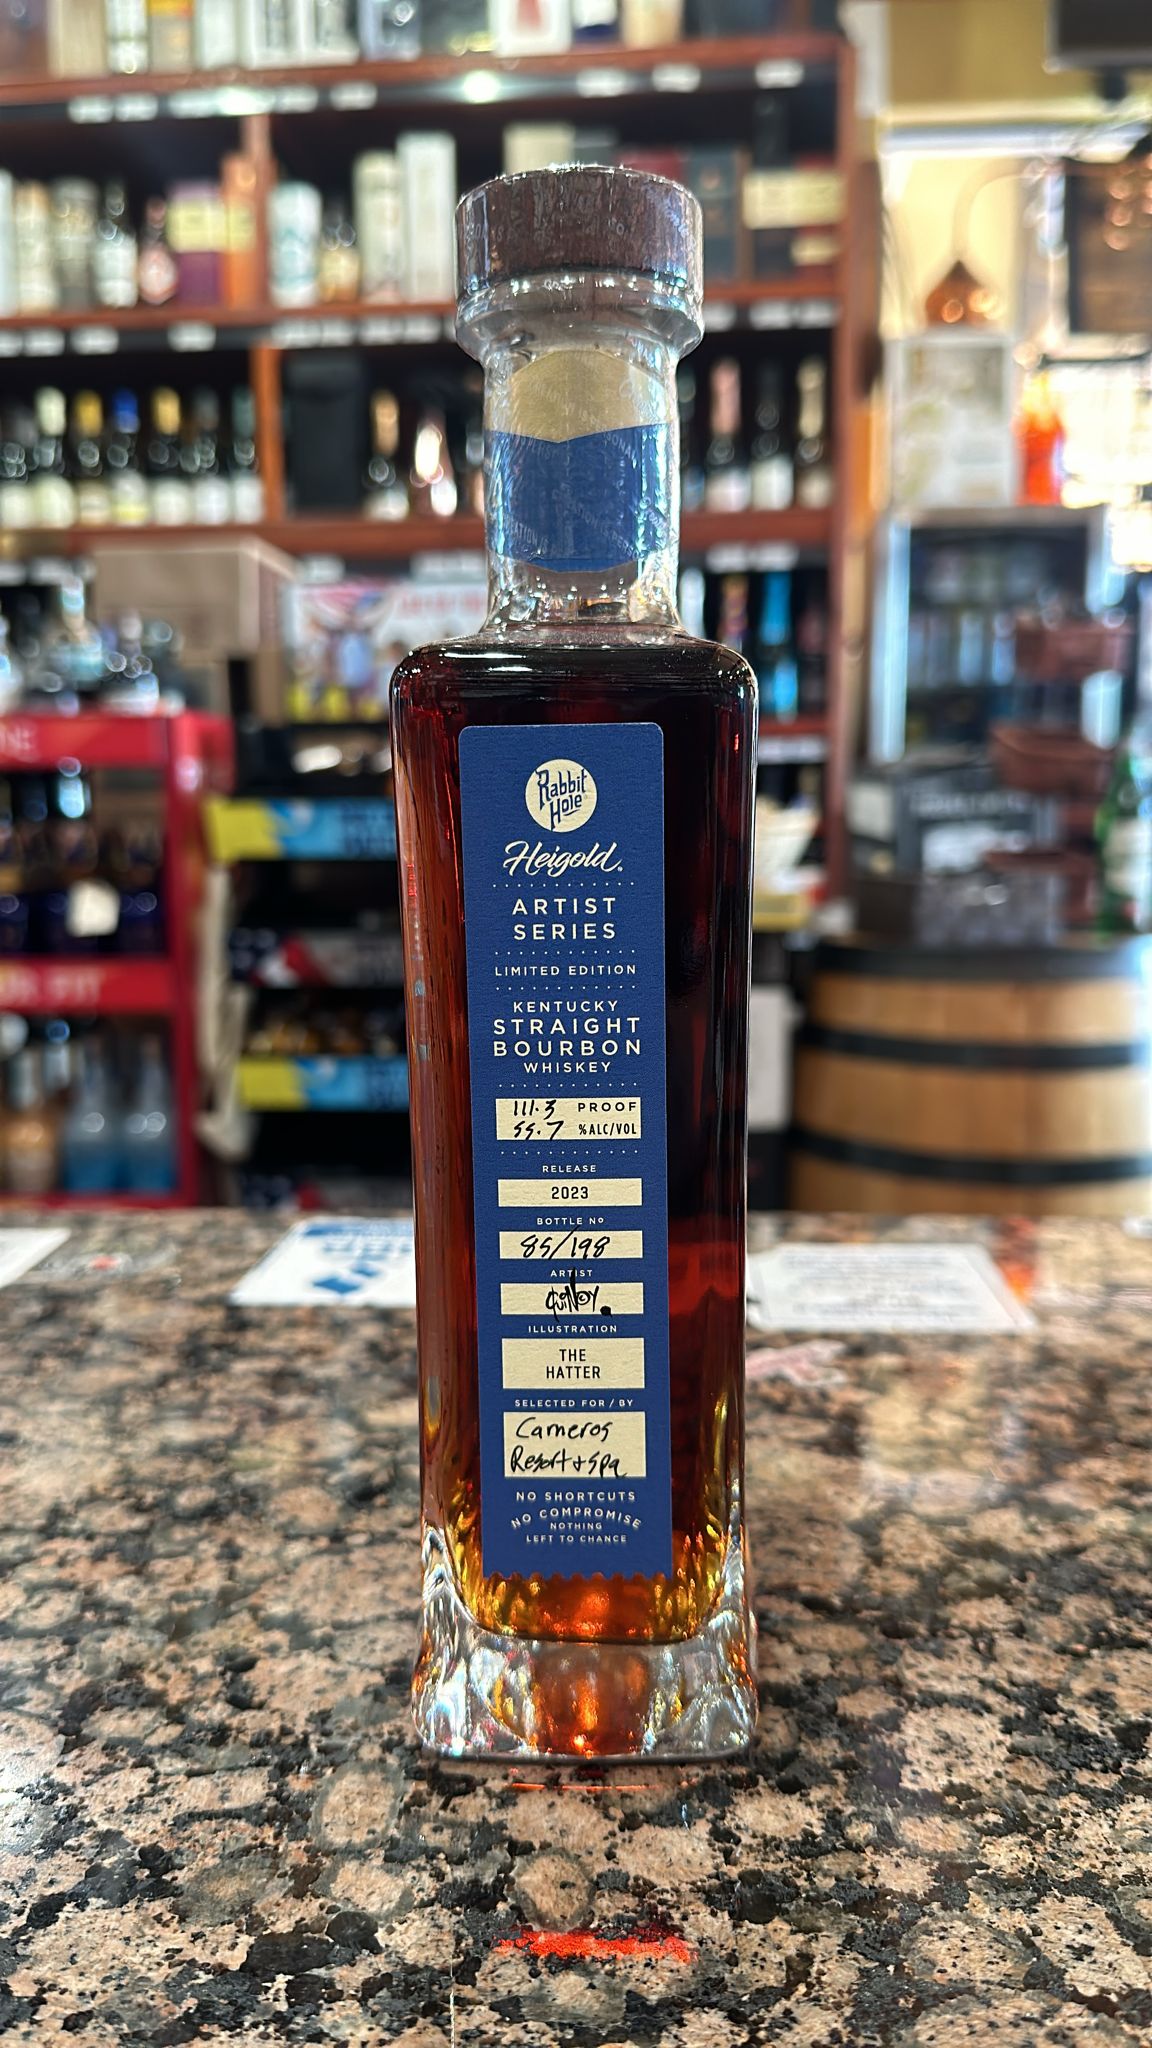 Rabbit
Hole
Heigold
ARTIST
SERIES
LIMITED EDITION
KENTUCKY
STRAIGHT
BOURBON
WHISKEY
111.3 PROOF
55.7 %ALC/VOL
RELEASE
2023
BOTTLE Nº
85/198
ARTIST
QUINCY.
ILLUSTRATION
THE
HATTER
SELECTED FOR / BY
Carneros
Resort + Spa
NO SHORTCUTS
NO COMPROMISE
NOTHING
LEFT TO CHANCE